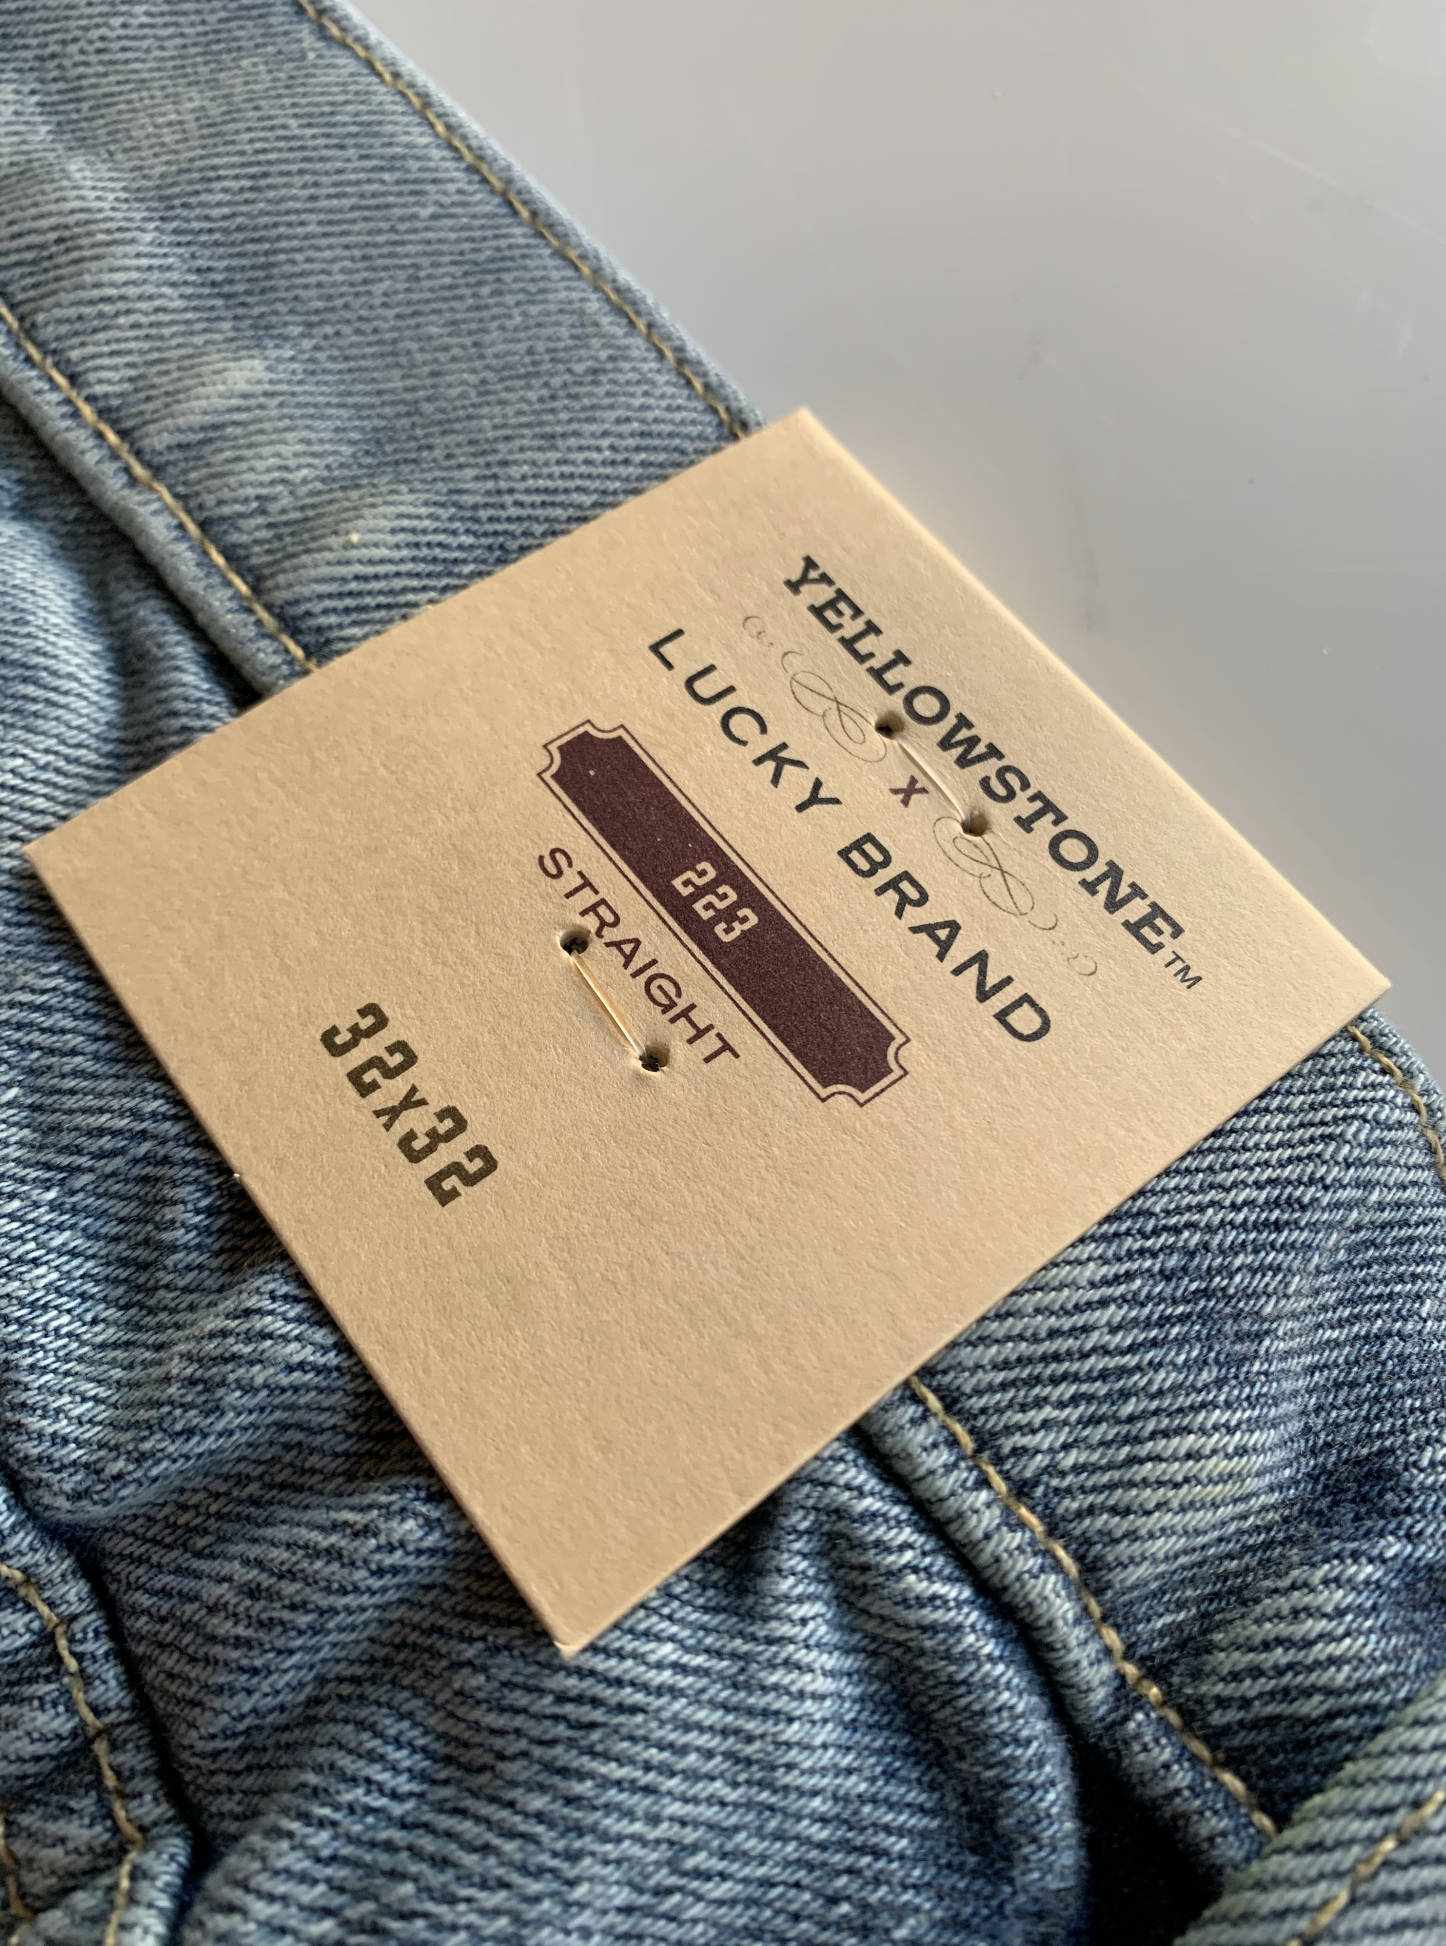 YELLOWSTONE™
x
LUCKY BRAND
223
STRAIGHT
32x32